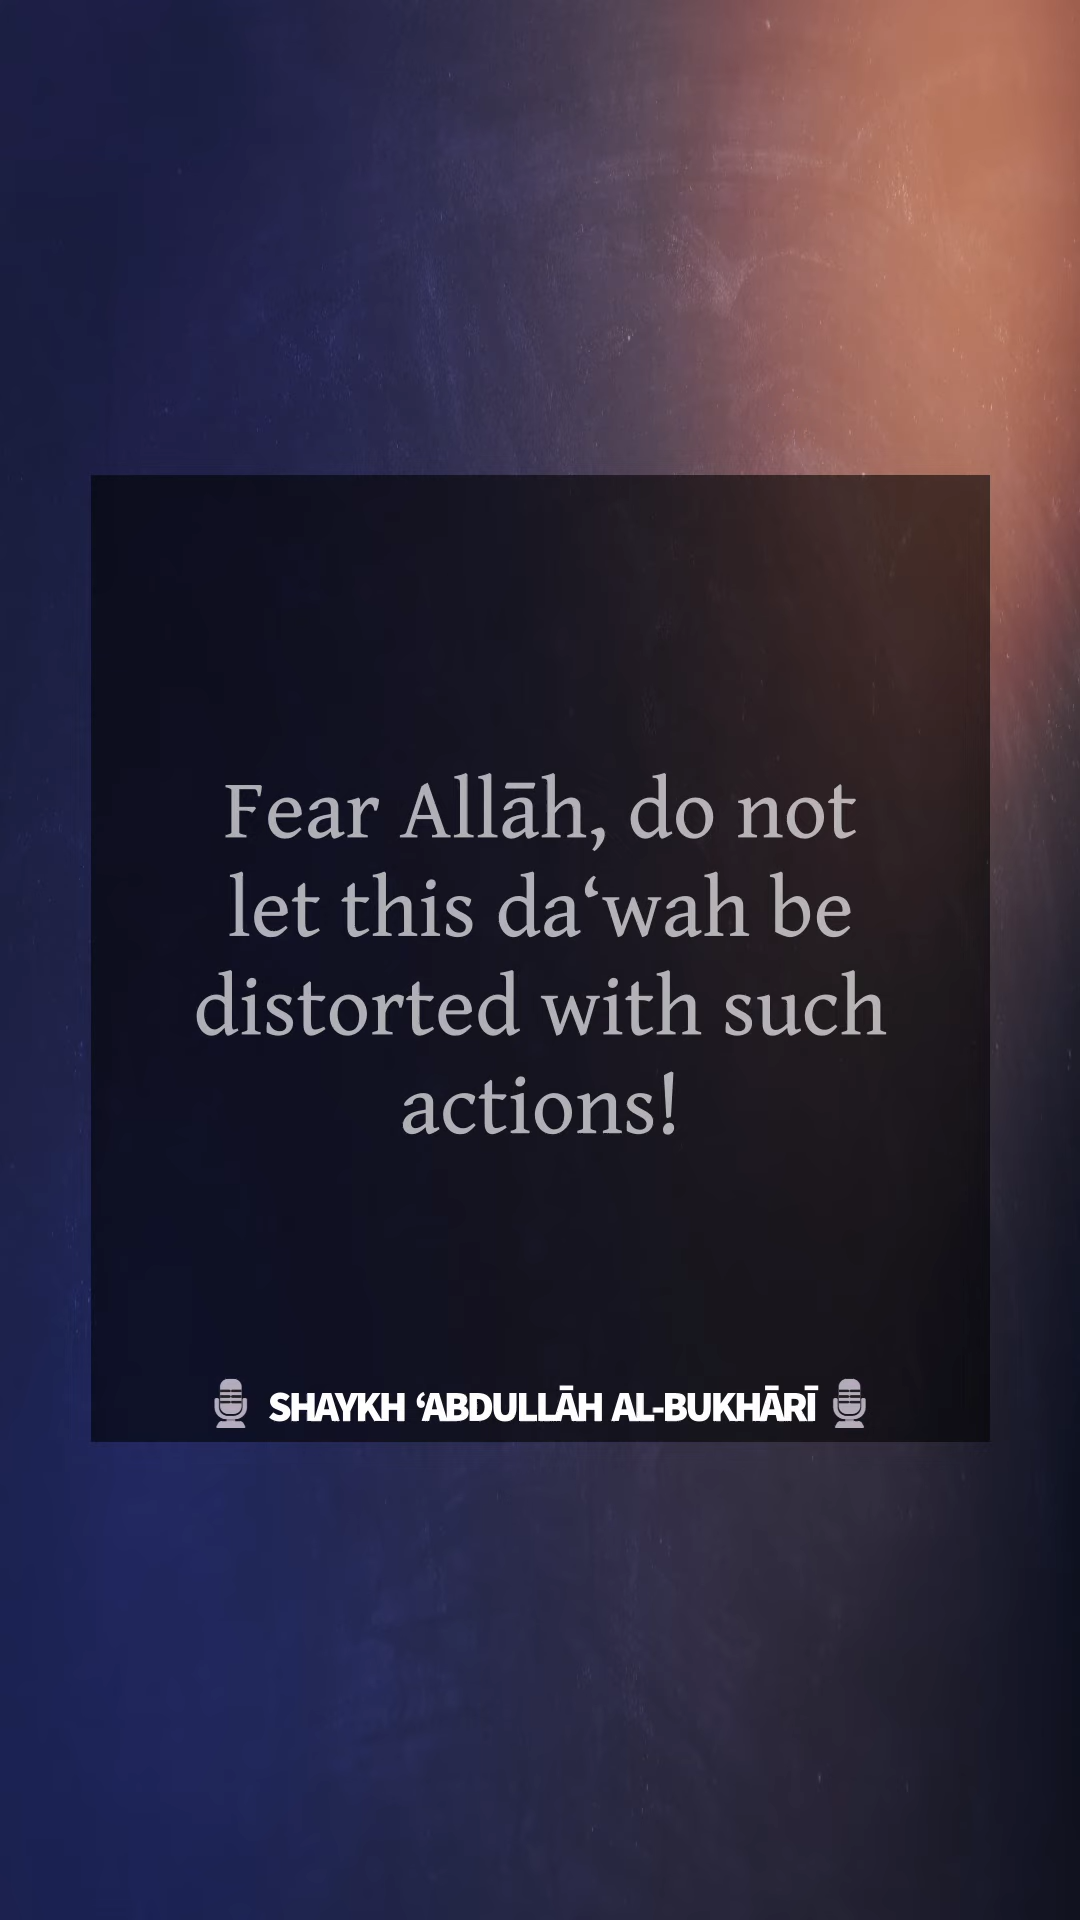 Fear Allāh, do not
let this da‘wah be
distorted with such
actions!
SHAYKH ‘ABDULLĀH AL-BUKHĀRĪ